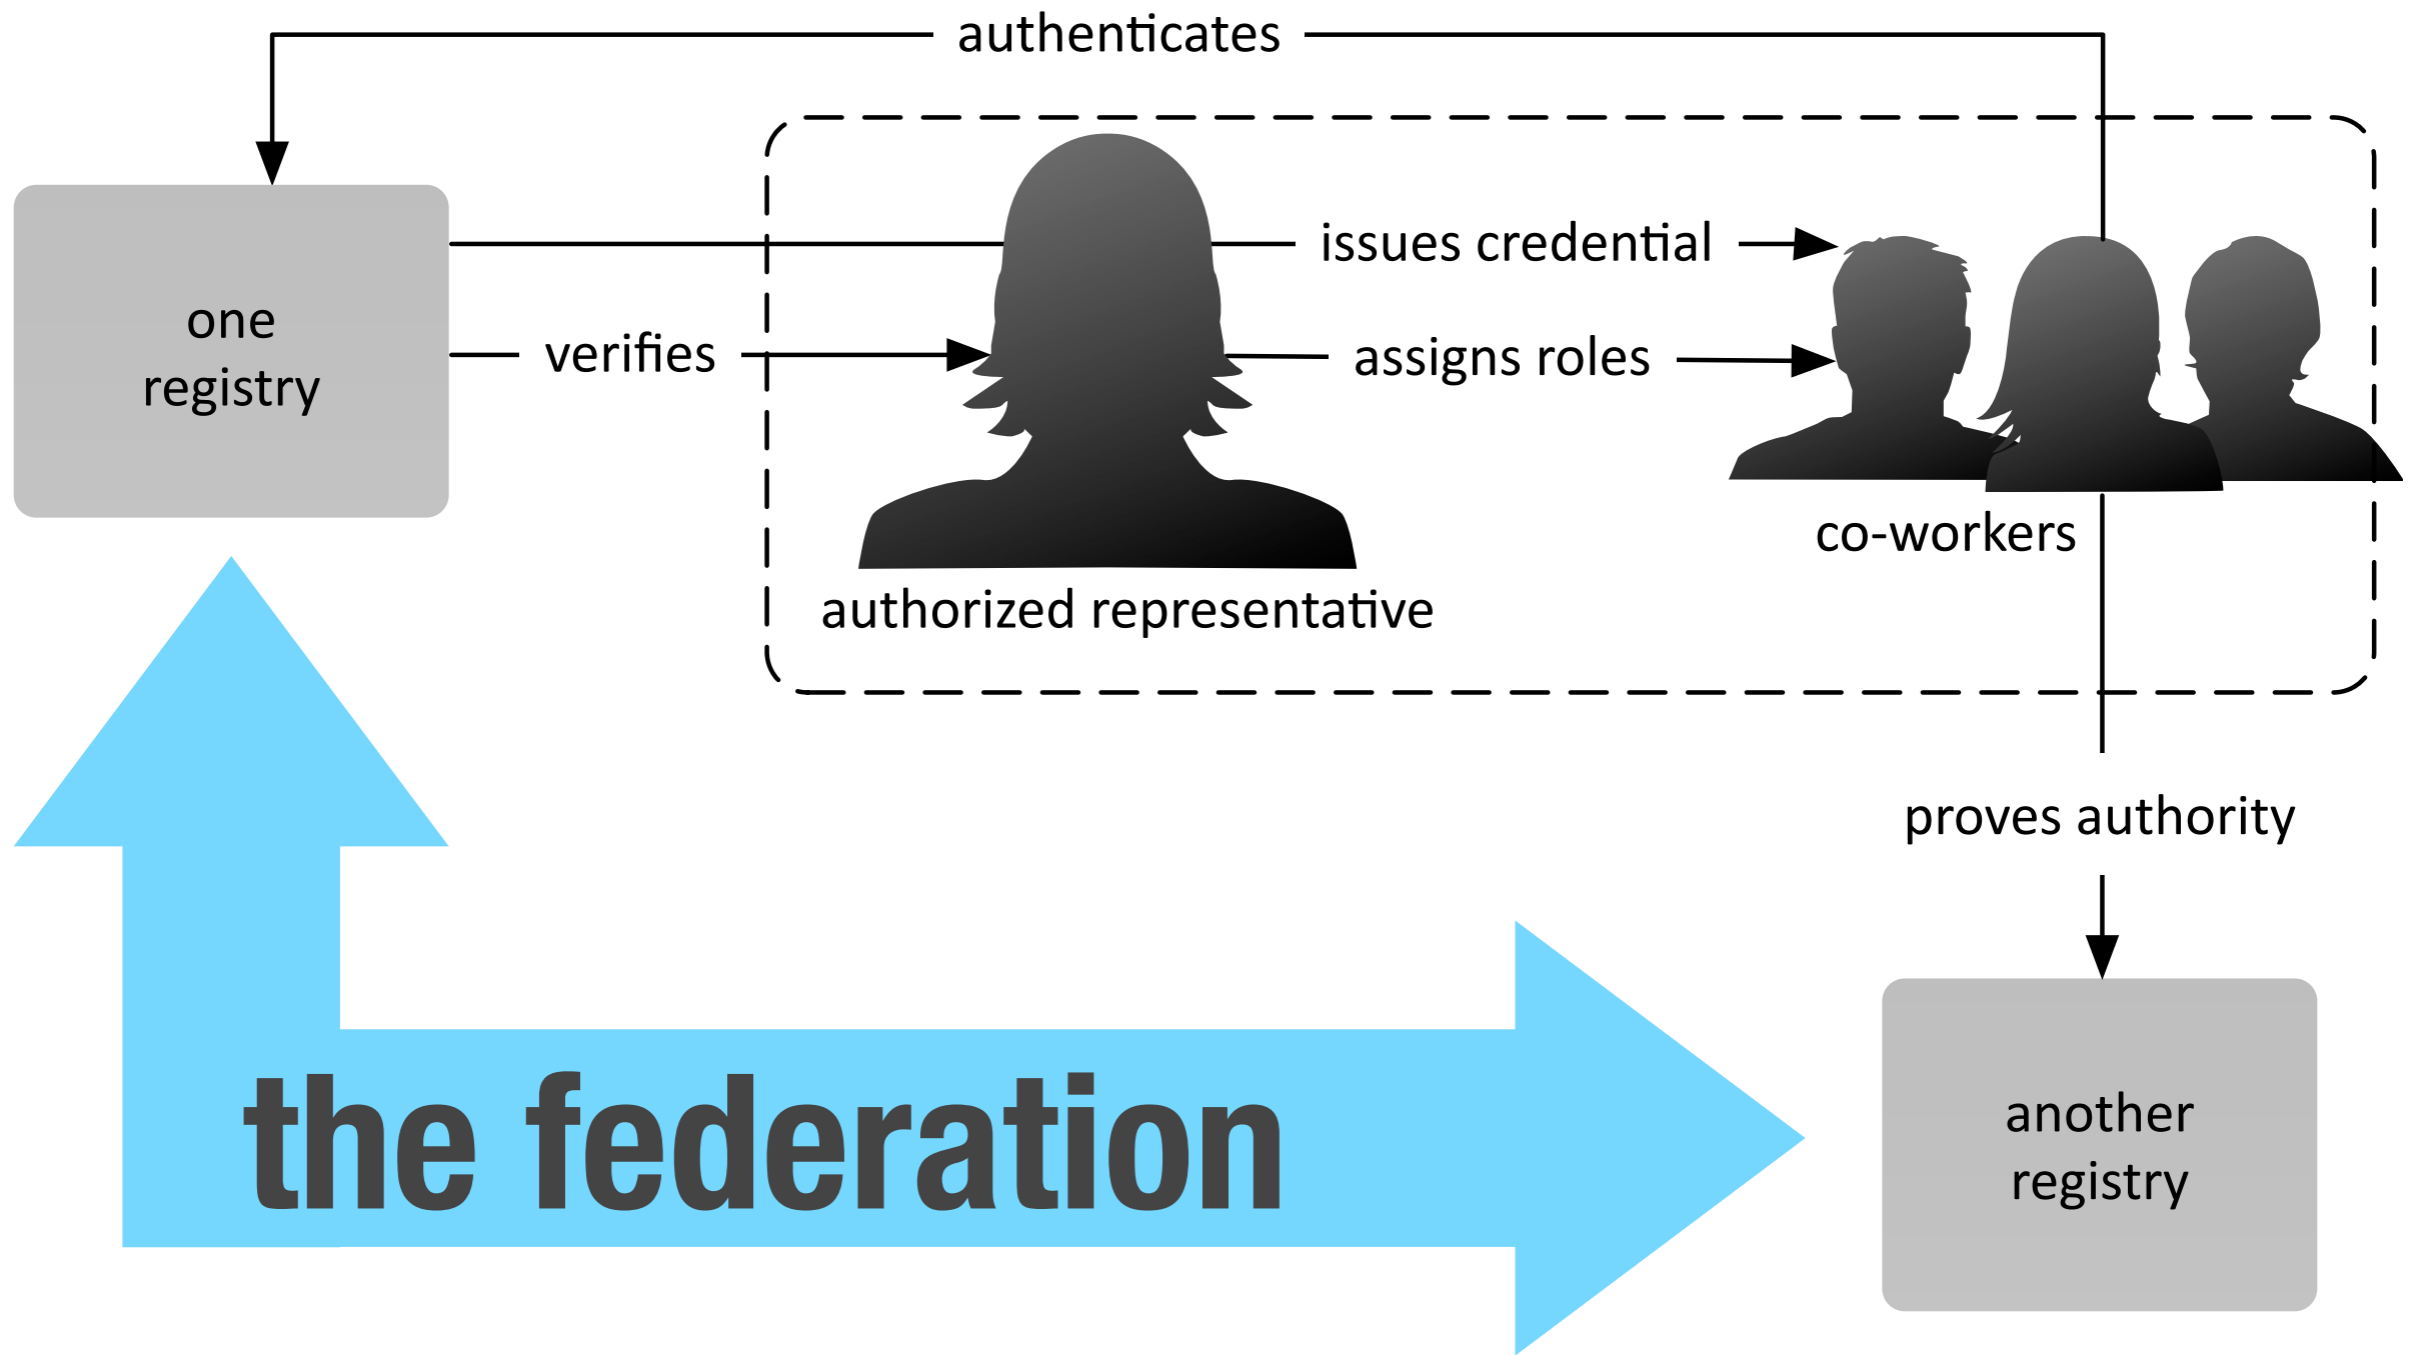 authenticates
issues credential
one
registry
verifies
assigns roles
co-workers
authorized representative
proves authority
the federation
another
registry